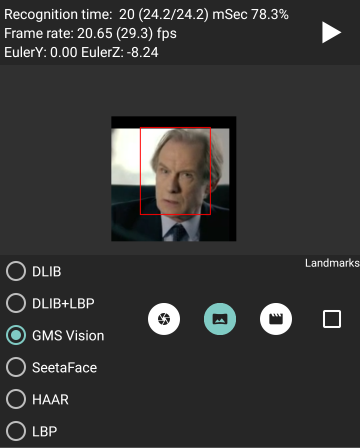 Recognition time:  20 (24.2/24.2) mSec 78.3%
Frame rate: 20.65 (29.3) fps
EulerY: 0.00 EulerZ: -8.24
Landmarks
DLIB
DLIB+LBP
GMS Vision
SeetaFace
HAAR
LBP